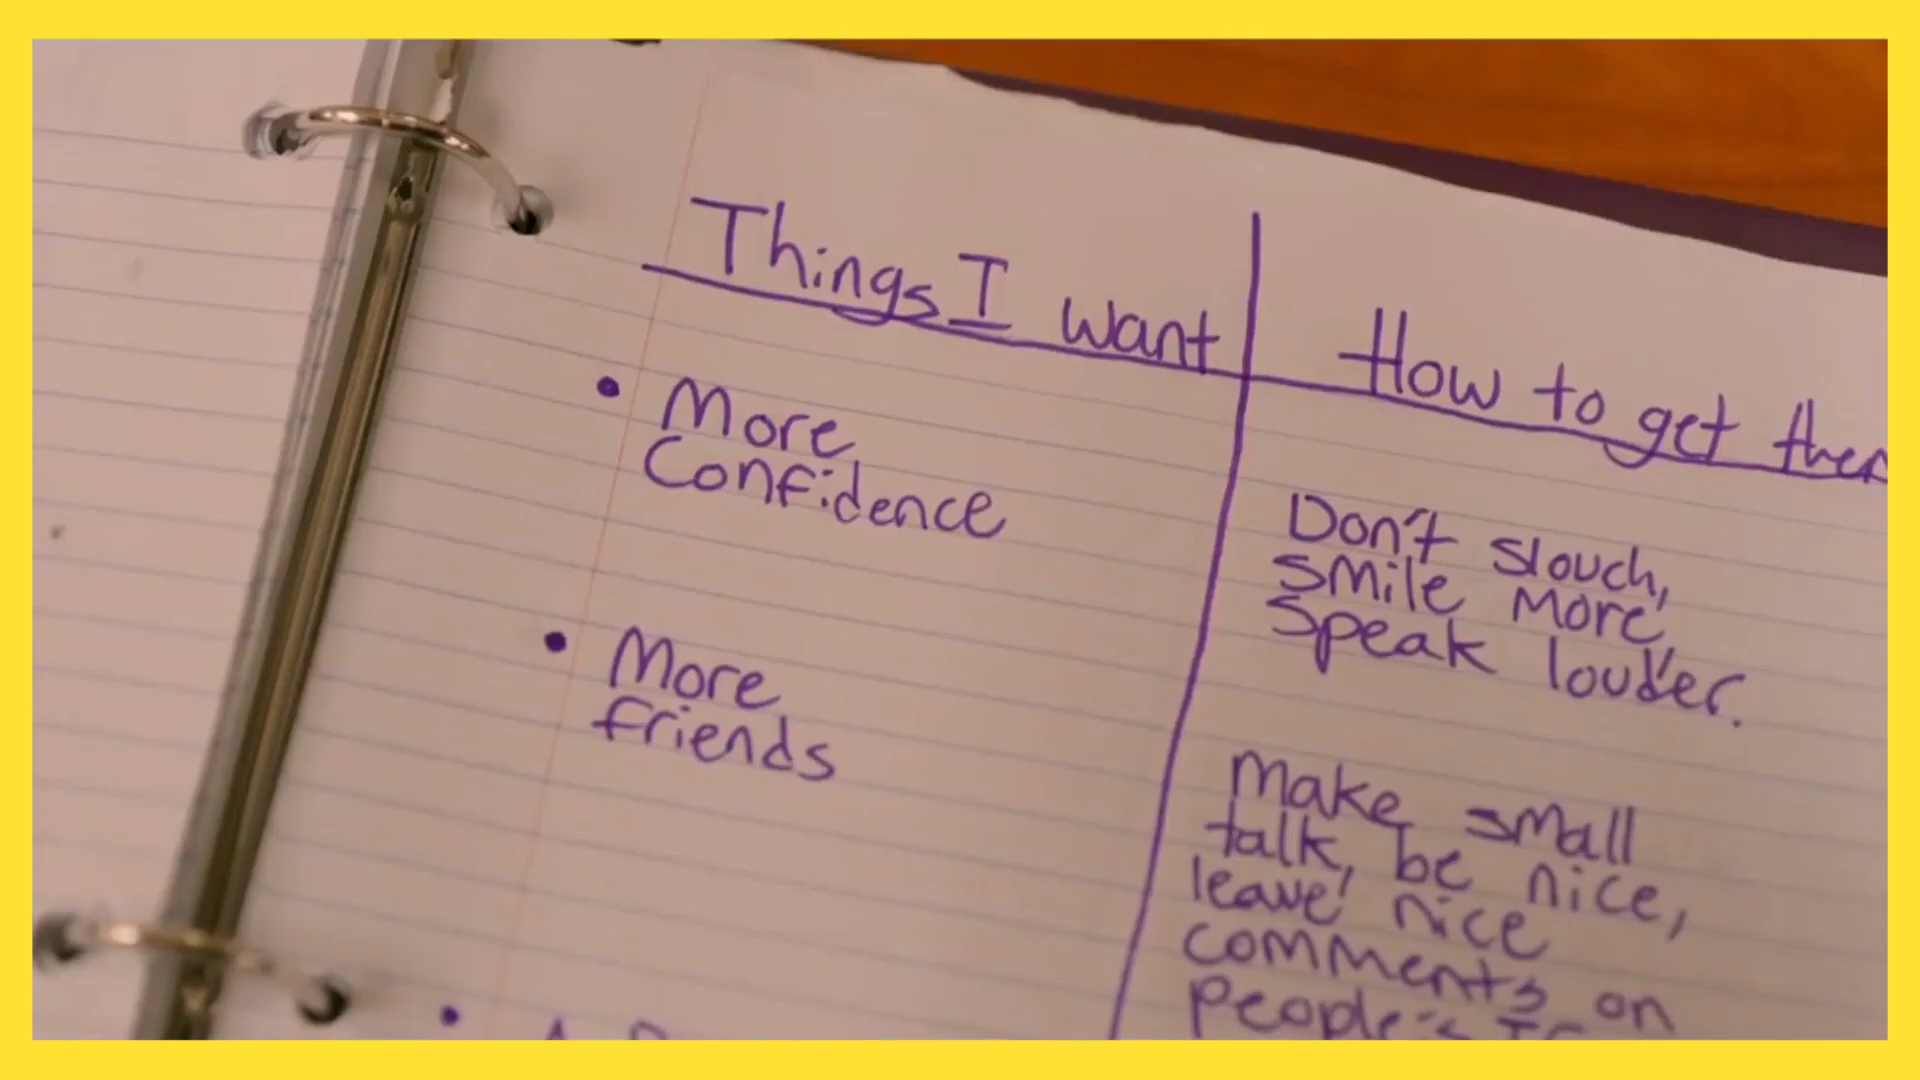 Things I want
How to get
• More
Confidence
Don't slouch,
smile more,
speak louder.
• More
friends
Make small
talk, be nice,
leave nice
comments on
people's